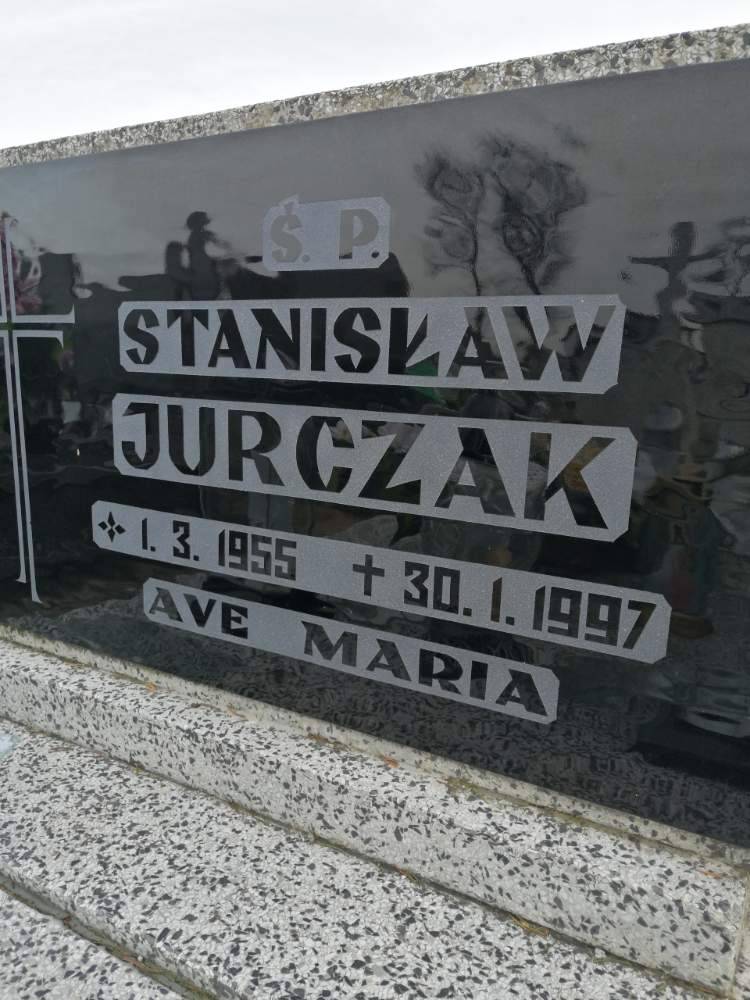 Ś. P.
STANISŁAW
JURCZAK
1. 3. 1955 30. 1. 1997
AVE MARIA